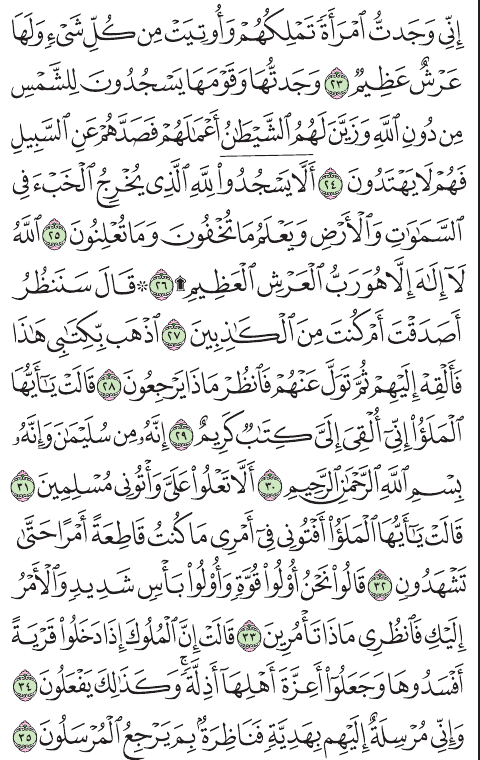 إِنِّي وَجَدتُّ ٱمْرَأَةً تَمْلِكُهُمْ وَأُوتِيَتْ مِن كُلِّ شَىْءٍ وَلَهَا
عَرْشٌ عَظِيمٌ ٢٣ وَجَدتُّهَا وَقَوْمَهَا يَسْجُدُونَ لِلشَّمْسِ
مِن دُونِ ٱللَّهِ وَزَيَّنَ لَهُمُ ٱلشَّيْطَٰنُ أَعْمَٰلَهُمْ فَصَدَّهُمْ عَنِ ٱلسَّبِيلِ
فَهُمْ لَا يَهْتَدُونَ ٢٤ أَلَّا يَسْجُدُوا۟ لِلَّهِ ٱلَّذِى يُخْرِجُ ٱلْخَبْءَ فِى
ٱلسَّمَٰوَٰتِ وَٱلْأَرْضِ وَيَعْلَمُ مَا تُخْفُونَ وَمَا تُعْلِنُونَ ٢٥ ٱللَّهُ
لَآ إِلَٰهَ إِلَّا هُوَ رَبُّ ٱلْعَرْشِ ٱلْعَظِيمِ ۩ ٢٦ ۞ قَالَ سَنَنظُرُ
أَصَدَقْتَ أَمْ كُنتَ مِنَ ٱلْكَٰذِبِينَ ٢٧ ٱذْهَب بِّكِتَٰبِى هَٰذَا
فَأَلْقِهْ إِلَيْهِمْ ثُمَّ تَوَلَّ عَنْهُمْ فَٱنظُرْ مَاذَا يَرْجِعُونَ ٢٨ قَالَتْ يَٰٓأَيُّهَا
ٱلْمَلَؤُا۟ إِنِّىٓ أُلْقِىَ إِلَىَّ كِتَٰبٌ كَرِيمٌ ٢٩ إِنَّهُۥ مِن سُلَيْمَٰنَ وَإِنَّهُۥ
بِسْمِ ٱللَّهِ ٱلرَّحْمَٰنِ ٱلرَّحِيمِ ٣٠ أَلَّا تَعْلُوا۟ عَلَىَّ وَأْتُونِى مُسْلِمِينَ ٣١
قَالَتْ يَٰٓأَيُّهَا ٱلْمَلَؤُا۟ أَفْتُونِى فِىٓ أَمْرِى مَا كُنتُ قَاطِعَةً أَمْرًا حَتَّىٰ
تَشْهَدُونِ ٣٢ قَالُوا۟ نَحْنُ أُو۟لُوا۟ قُوَّةٍ وَأُو۟لُوا۟ بَأْسٍ شَدِيدٍ وَٱلْأَمْرُ
إِلَيْكِ فَٱنظُرِى مَاذَا تَأْمُرِينَ ٣٣ قَالَتْ إِنَّ ٱلْمُلُوكَ إِذَا دَخَلُوا۟ قَرْيَةً
أَفْسَدُوهَا وَجَعَلُوٓا۟ أَعِزَّةَ أَهْلِهَآ أَذِلَّةً ۖ وَكَذَٰلِكَ يَفْعَلُونَ ٣٤
وَإِنِّى مُرْسِلَةٌ إِلَيْهِم بِهَدِيَّةٍ فَنَاظِرَةٌۢ بِمَ يَرْجِعُ ٱلْمُرْسَلُونَ ٣٥